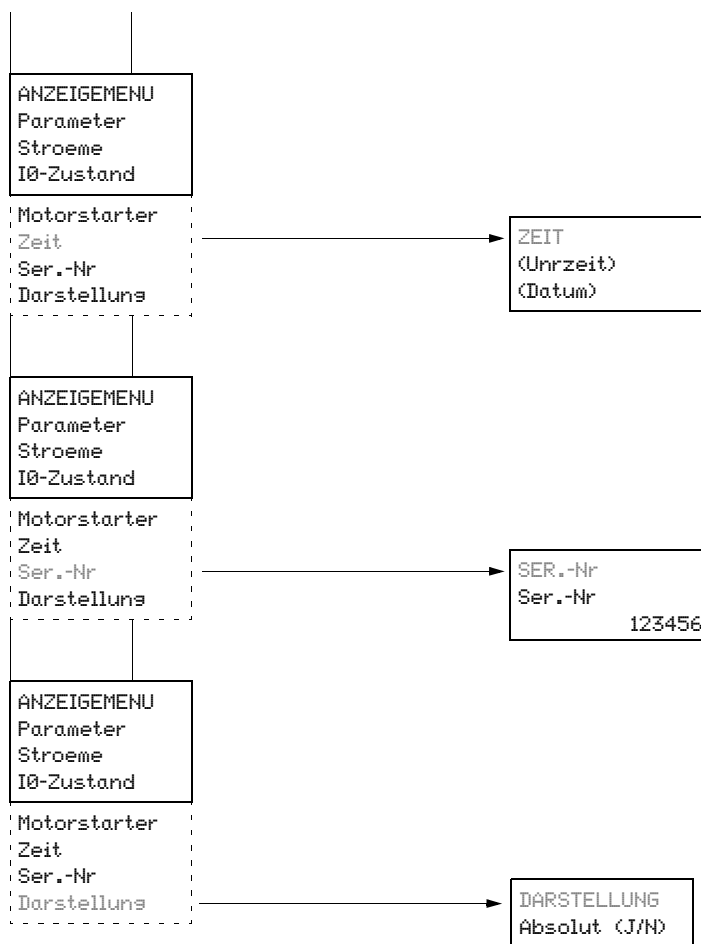 ANZEIGEMENU
Parameter
Stroeme
I0-Zustand
Motorstarter
Zeit
Ser.-Nr
Darstellung
ZEIT
(Unrzeit)
(Datum)
ANZEIGEMENU
Parameter
Stroeme
I0-Zustand
Motorstarter
Zeit
Ser.-Nr
Darstellung
SER.-Nr
Ser.-Nr
123456
ANZEIGEMENU
Parameter
Stroeme
I0-Zustand
Motorstarter
Zeit
Ser.-Nr
Darstellung
DARSTELLUNG
Absolut (J/N)